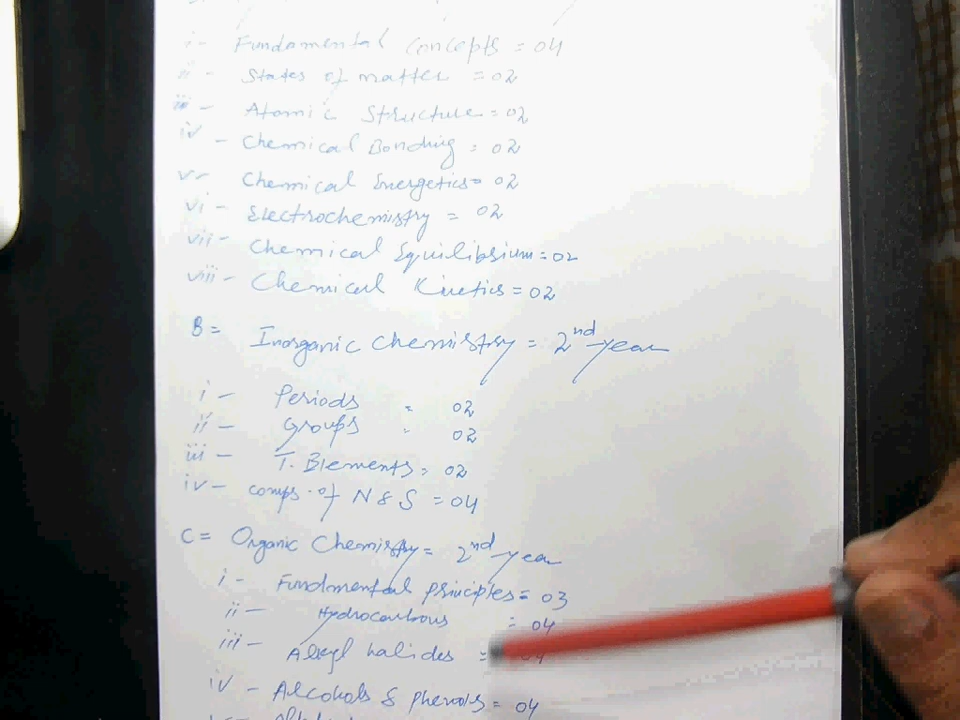 i- Fundamental concepts = 04
ii- States of matter = 02
iii- Atomic Structure = 02
iv- Chemical Bonding = 02
v- Chemical Energetics = 02
vi- Electrochemistry = 02
vii- Chemical Equilibrium = 02
viii- Chemical Kinetics = 02
B= Inorganic Chemistry = 2nd year
i- Periods = 02
ii- Groups = 02
iii- T. Elements = 02
iv- comps. of N & S = 04
C= Organic Chemistry = 2nd year
i- Fundmental principles = 03
ii- Hydrocarbons = 04
iii- Alkyl halides = 04
iv- Alcohols & phenols = 04